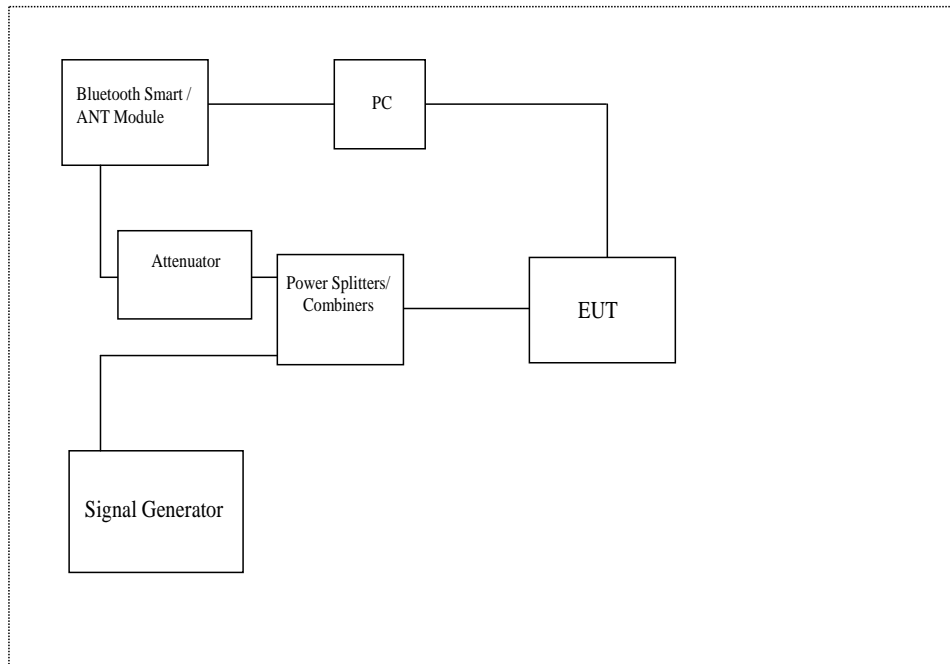 Bluetooth Smart /
ANT Module
PC
Attenuator
Power Splitters/
Combiners
EUT
Signal Generator